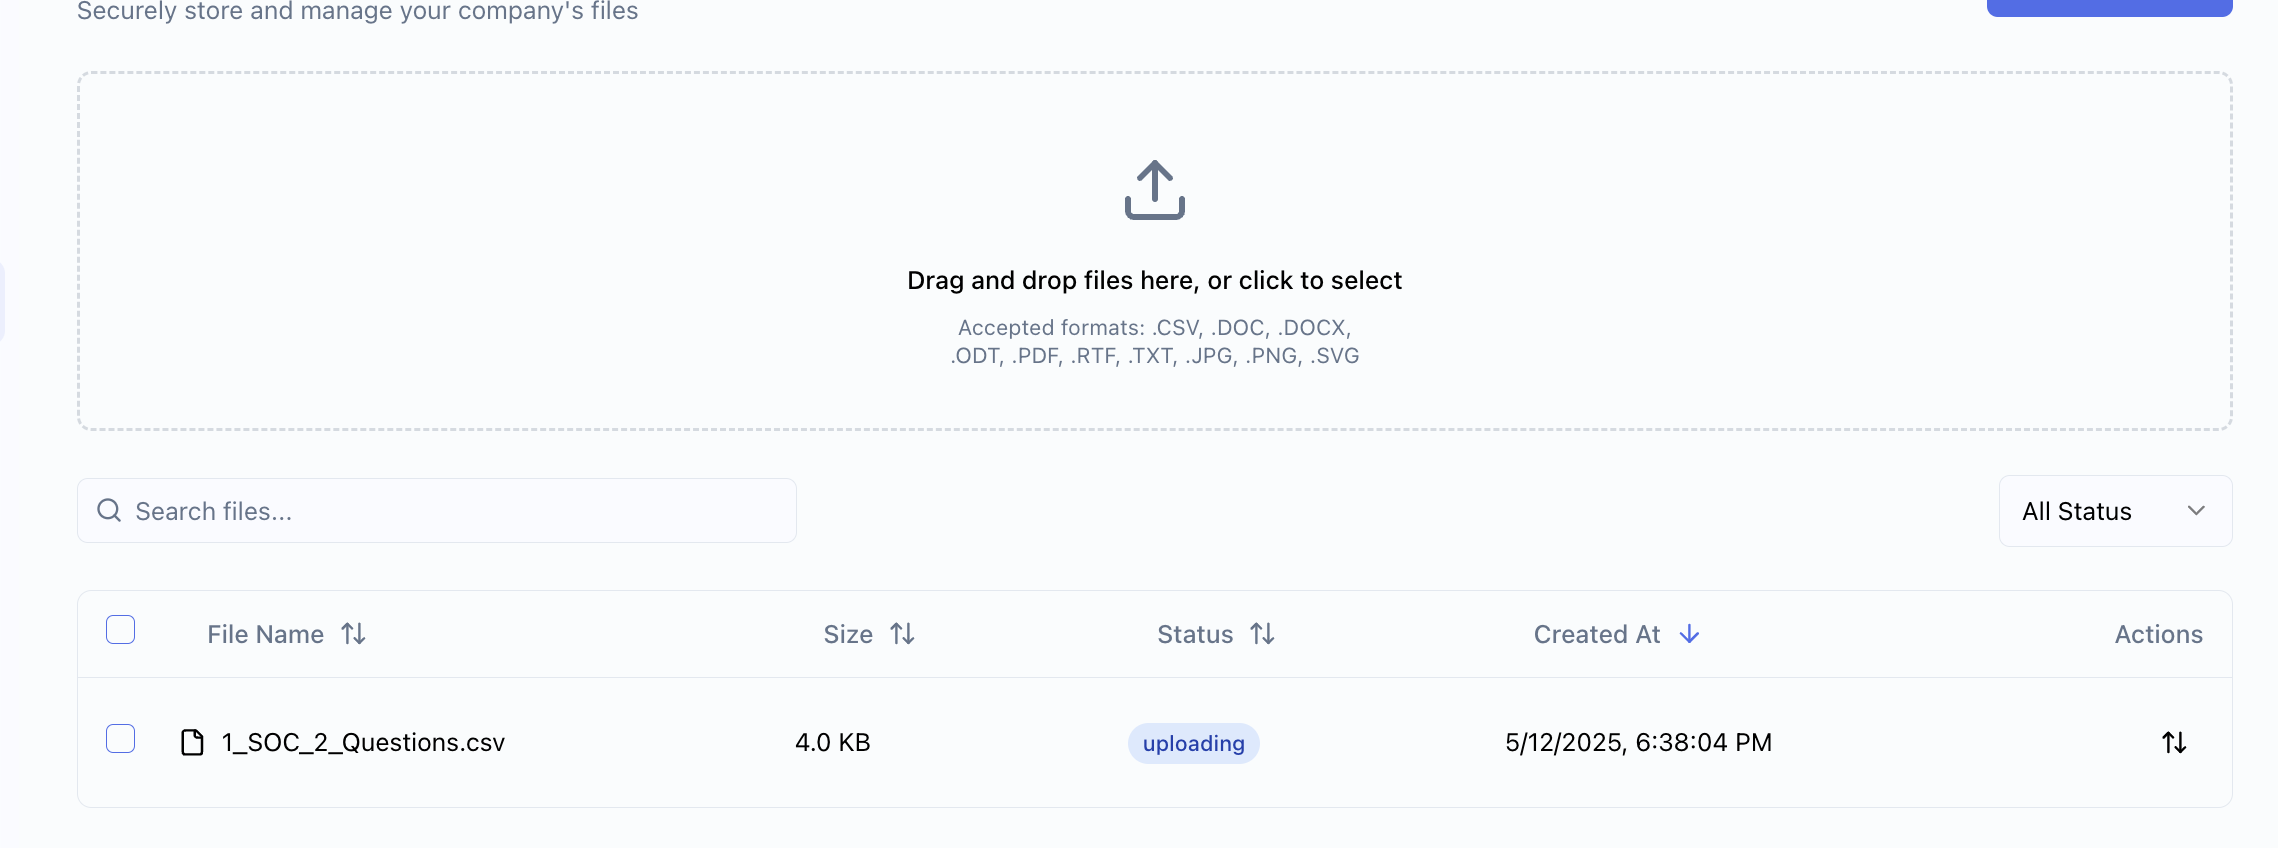 Securely store and manage your company's files
Drag and drop files here, or click to select
Accepted formats: .CSV, .DOC, .DOCX,
.ODT, .PDF, .RTF, .TXT, .JPG, .PNG, .SVG
Search files...
All Status
File Name Size Status Created At Actions
1_SOC_2_Questions.csv 4.0 KB uploading 5/12/2025, 6:38:04 PM